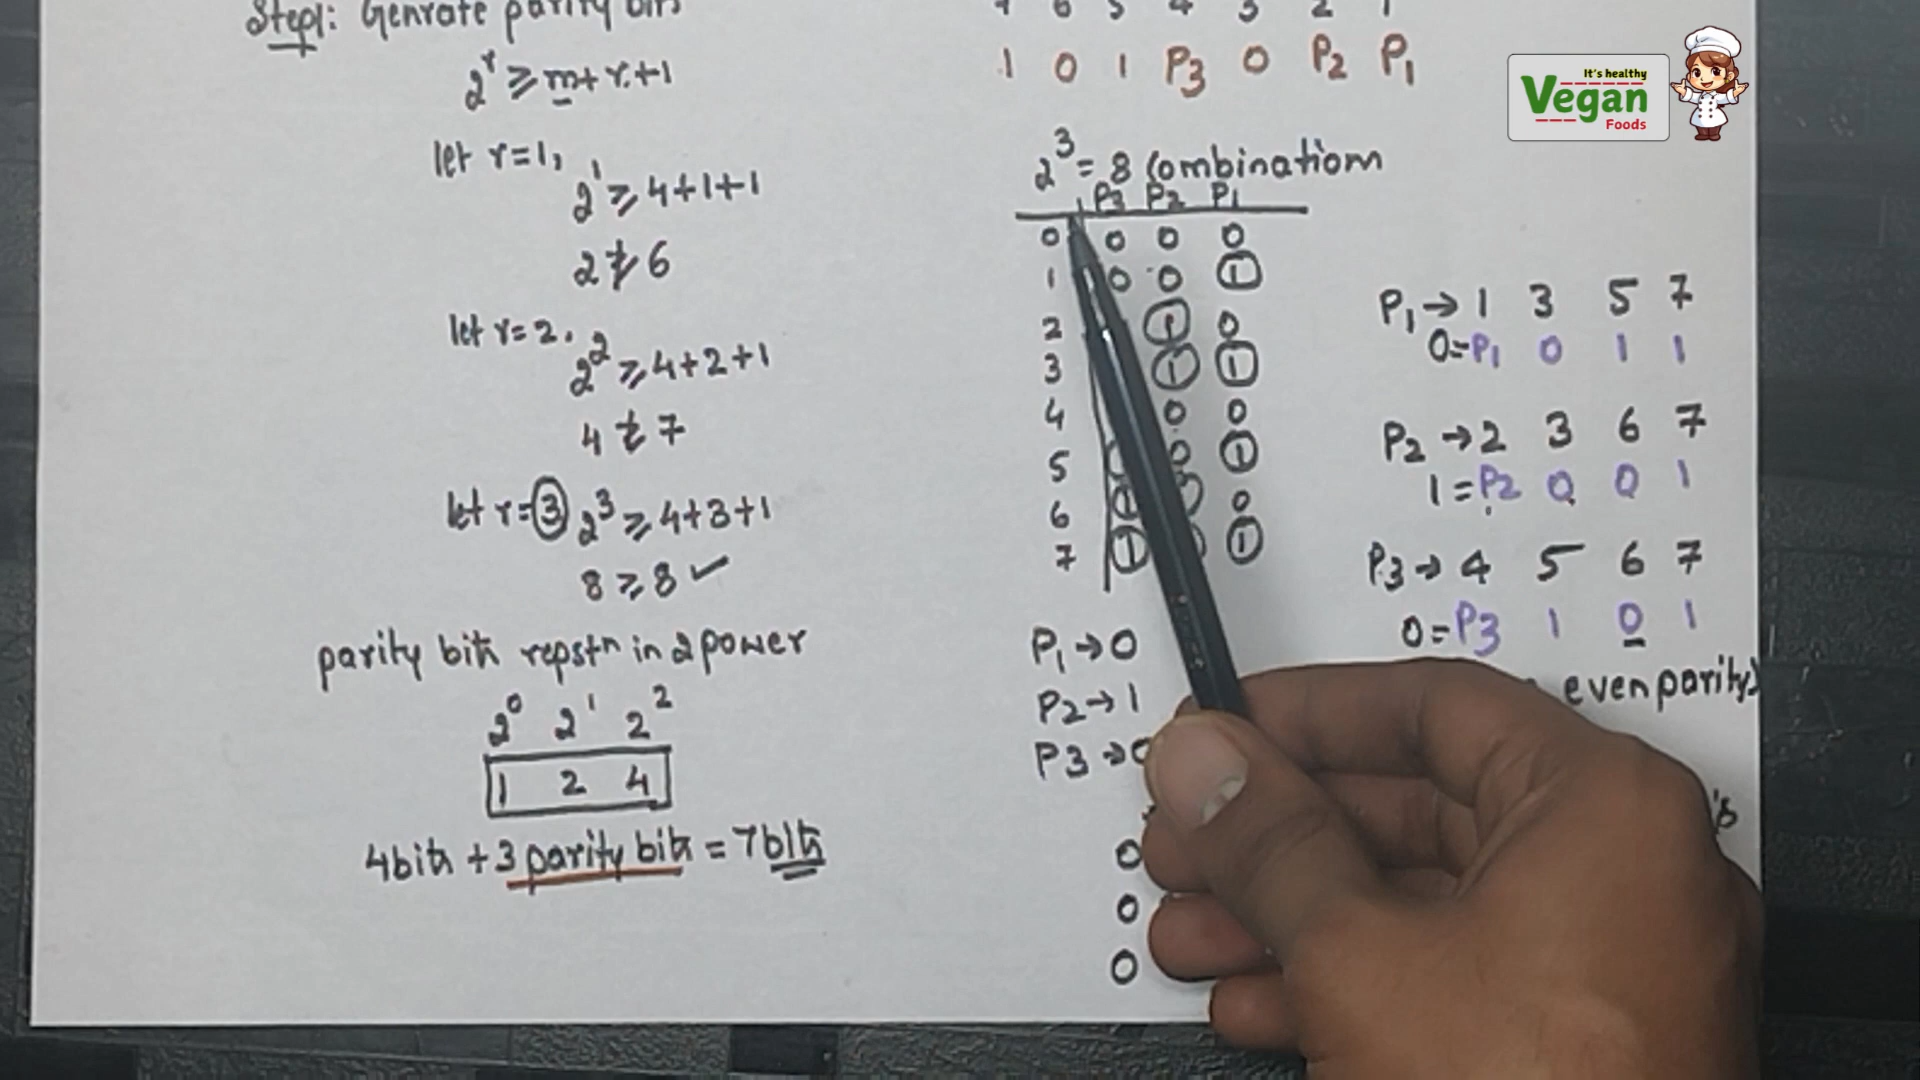 Step1: Genrate parity bits
2^r ≥ m+r+1
let r=1,
2^1 ≥ 4+1+1
2 ≱ 6
let r=2,
2^2 ≥ 4+2+1
4 ≱ 7
let r=3 2^3 ≥ 4+3+1
8 ≥ 8 ✓
parity bits repstn in 2 power
2^0 2^1 2^2
1 2 4
4bits + 3 parity bits = 7bits
7 6 5 4 3 2 1
1 0 1 P3 0 P2 P1
2^3 = 8 Combinations
P3 P2 P1
0 0 0 0
1 0 0 1
2 1 0
3 1 1
4 0 0
5 0 1
6 1 0
7 1 1
P1→0
P2→1
P3→0
0
0
0
P1→1 3 5 7
0=P1 0 1 1
P2→2 3 6 7
1=P2 0 0 1
P3→4 5 6 7
0=P3 1 0 1
even parity
It's healthy
Vegan
Foods